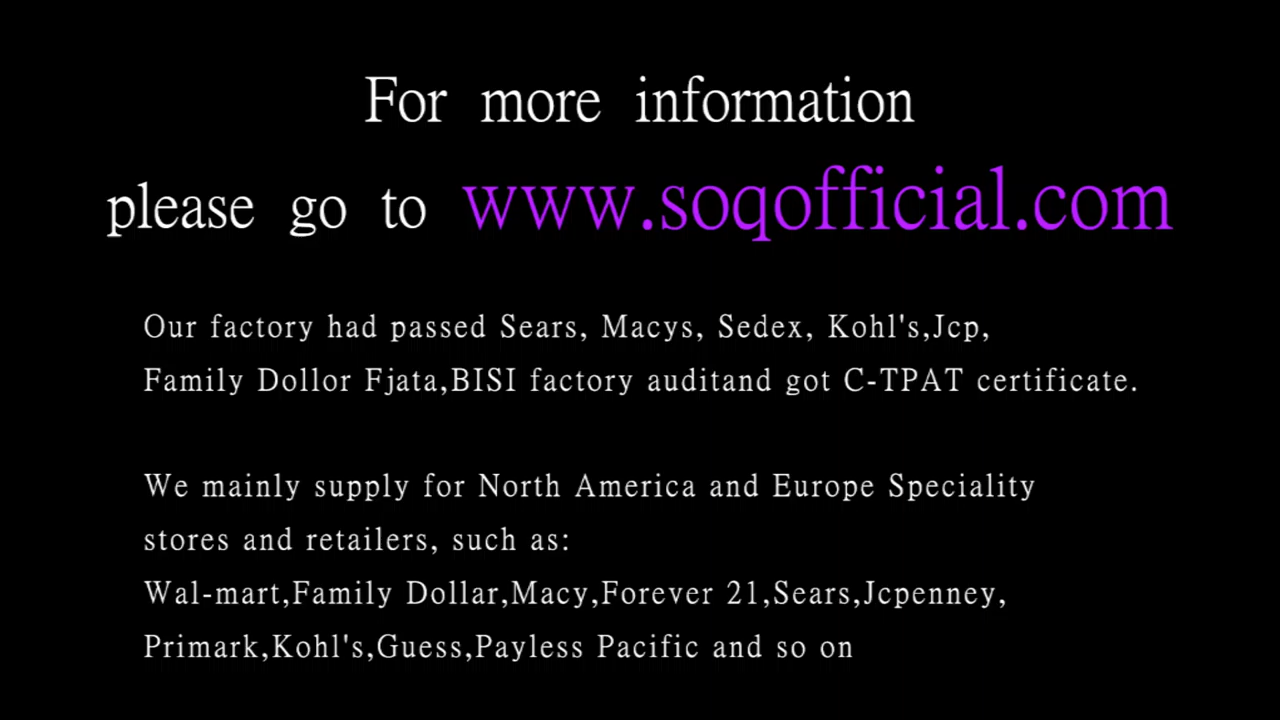 For more information
please go to www.soqofficial.com
Our factory had passed Sears, Macys, Sedex, Kohl's,Jcp,
Family Dollor Fjata,BISI factory auditand got C-TPAT certificate.
We mainly supply for North America and Europe Speciality
stores and retailers, such as:
Wal-mart,Family Dollar,Macy,Forever 21,Sears,Jcpenney,
Primark,Kohl's,Guess,Payless Pacific and so on